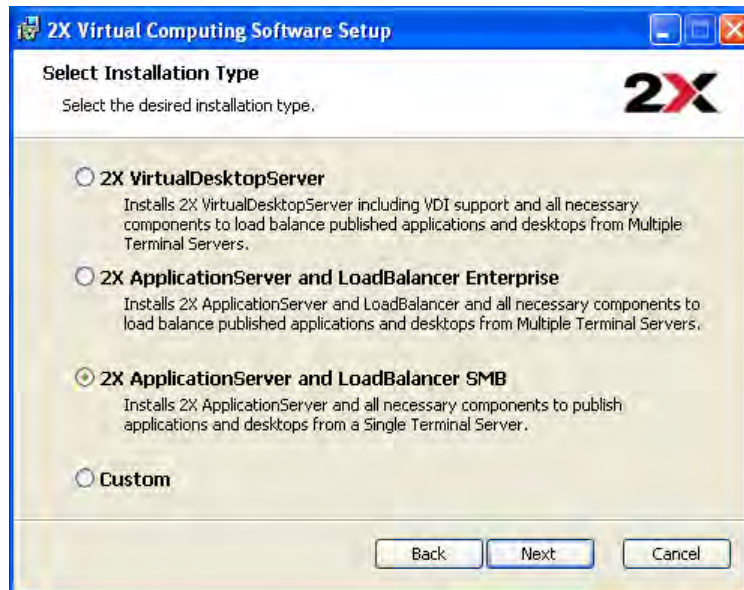 2X Virtual Computing Software Setup
Select Installation Type
Select the desired installation type.
2X
2X VirtualDesktopServer
Installs 2X VirtualDesktopServer including VDI support and all necessary
components to load balance published applications and desktops from Multiple
Terminal Servers.
2X ApplicationServer and LoadBalancer Enterprise
Installs 2X ApplicationServer and LoadBalancer and all necessary components to
load balance published applications and desktops from Multiple Terminal Servers.
2X ApplicationServer and LoadBalancer SMB
Installs 2X ApplicationServer and all necessary components to publish
applications and desktops from a Single Terminal Server.
Custom
Back Next Cancel